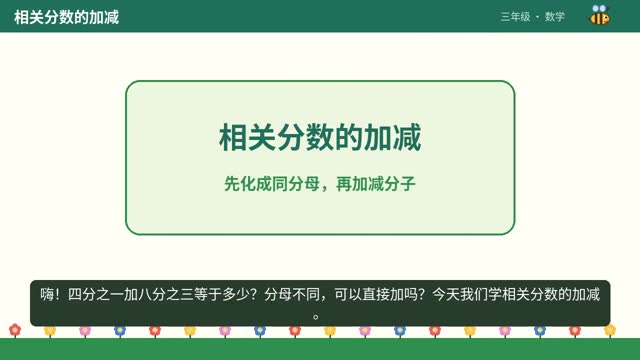 相关分数的加减
三年级 · 数学
相关分数的加减
先化成同分母，再加减分子
嗨！四分之一加八分之三等于多少？分母不同，可以直接加吗？今天我们学相关分数的加减
。